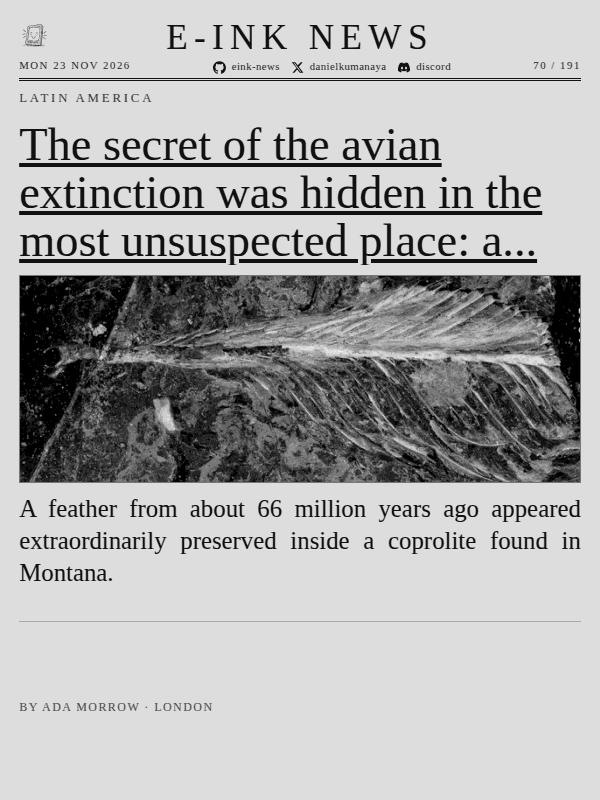 E-INK NEWS
MON 23 NOV 2026
eink-news danielkumanaya discord
70 / 191
LATIN AMERICA
The secret of the avian
extinction was hidden in the
most unsuspected place: a...
A feather from about 66 million years ago appeared
extraordinarily preserved inside a coprolite found in
Montana.
BY ADA MORROW · LONDON